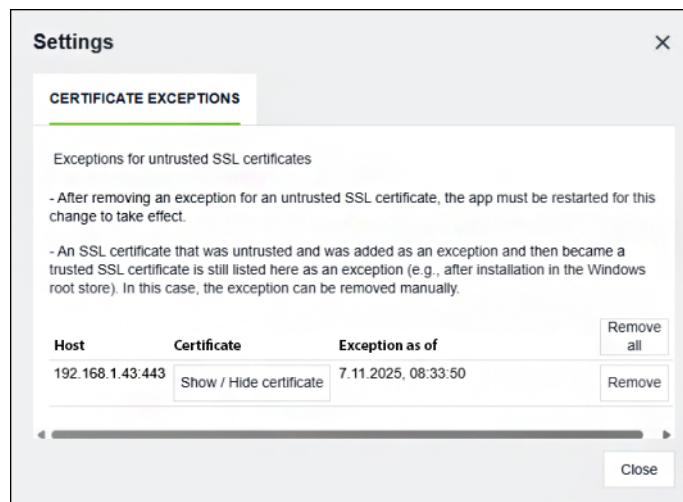 Settings
CERTIFICATE EXCEPTIONS
Exceptions for untrusted SSL certificates
- After removing an exception for an untrusted SSL certificate, the app must be restarted for this
change to take effect.
- An SSL certificate that was untrusted and was added as an exception and then became a
trusted SSL certificate is still listed here as an exception (e.g., after installation in the Windows
root store). In this case, the exception can be removed manually.
Host Certificate Exception as of Remove
all
192.168.1.43:443 Show / Hide certificate 7.11.2025, 08:33:50 Remove
Close